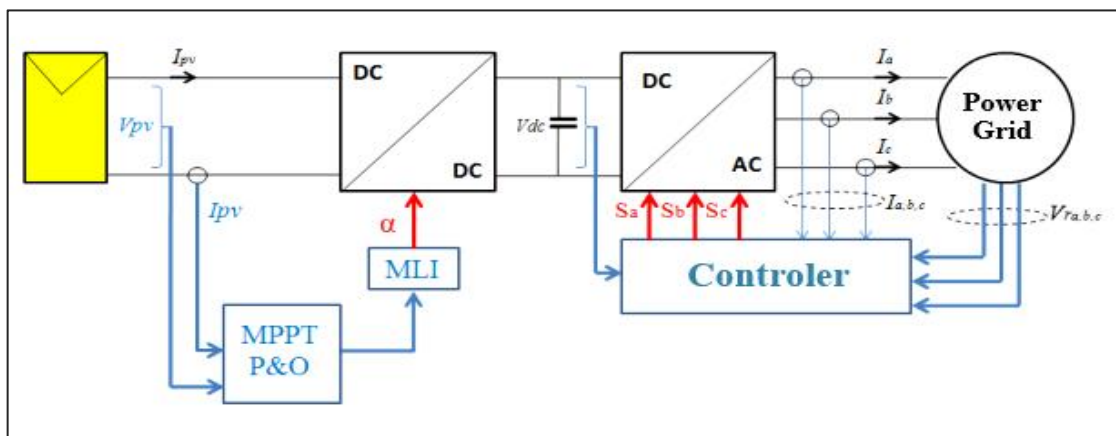 Ipv
Vpv
Ipv
DC
DC
α
MLI
MPPT
P&O
Vdc
DC
AC
Sa Sb Sc
Controler
Ia
Ib
Ic
Ia,b,c
Power
Grid
Vra,b,c